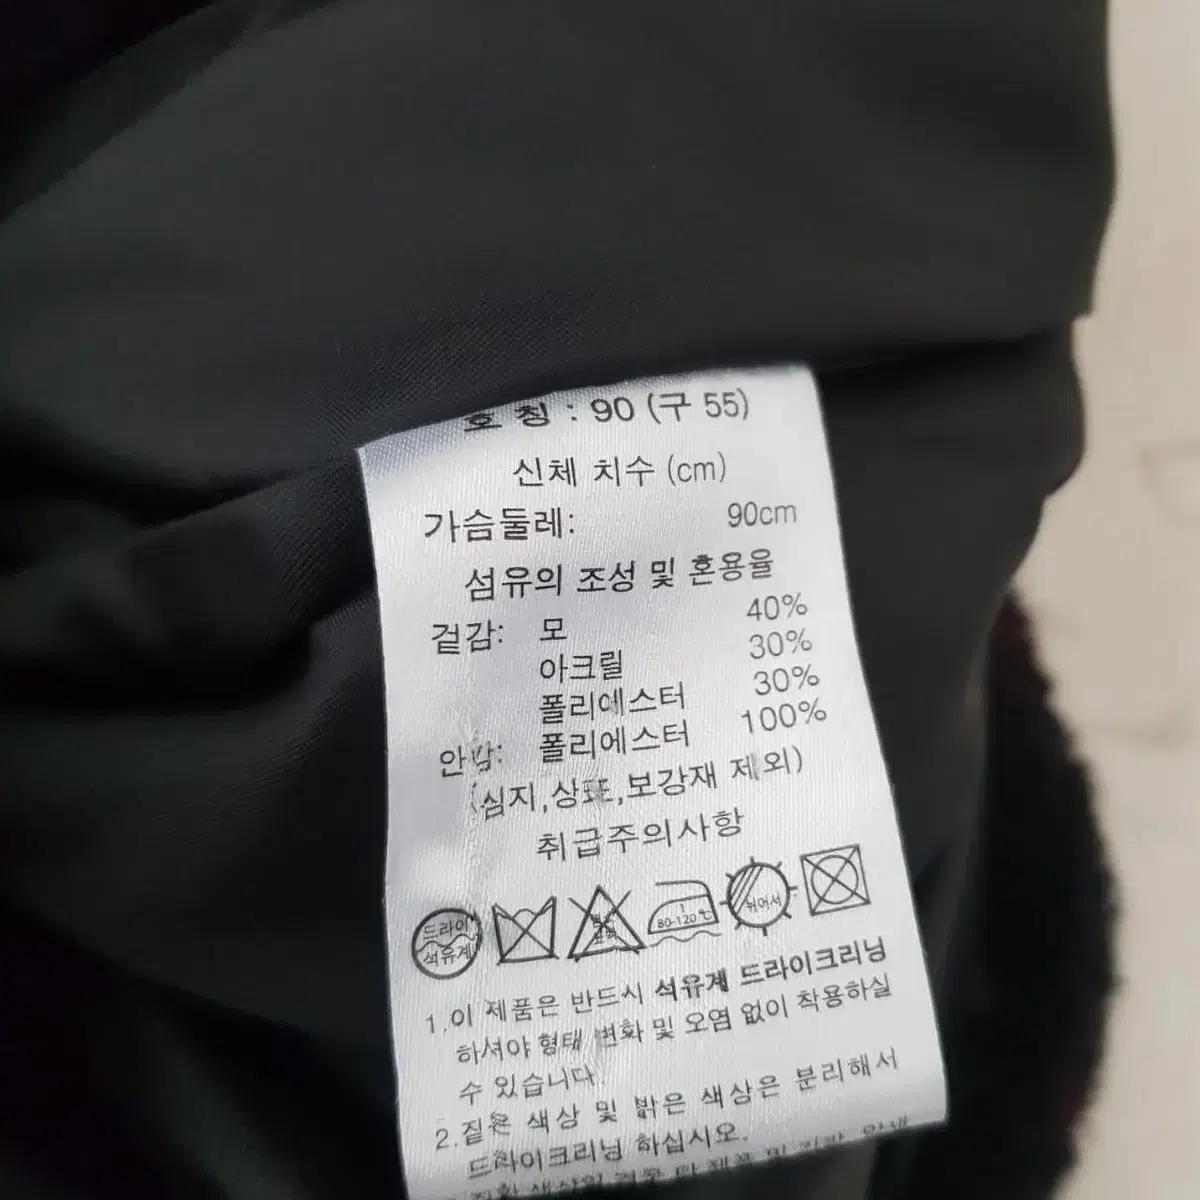 호 칭 : 90 (구 55)
신체 치수 (cm)
가슴둘레: 90cm
섬유의 조성 및 혼용율
겉감: 모 40%
아크릴 30%
폴리에스터 30%
안감: 폴리에스터 100%
(심지,상표,보강재 제외)
취급주의사항
드라이
석유계
1
80-120℃
뉘어서
1.이 제품은 반드시 석유계 드라이크리닝
하셔야 형태 변화 및 오염 없이 착용하실
수 있습니다.
2.짙은 색상 및 밝은 색상은 분리해서
드라이크리닝 하십시오.